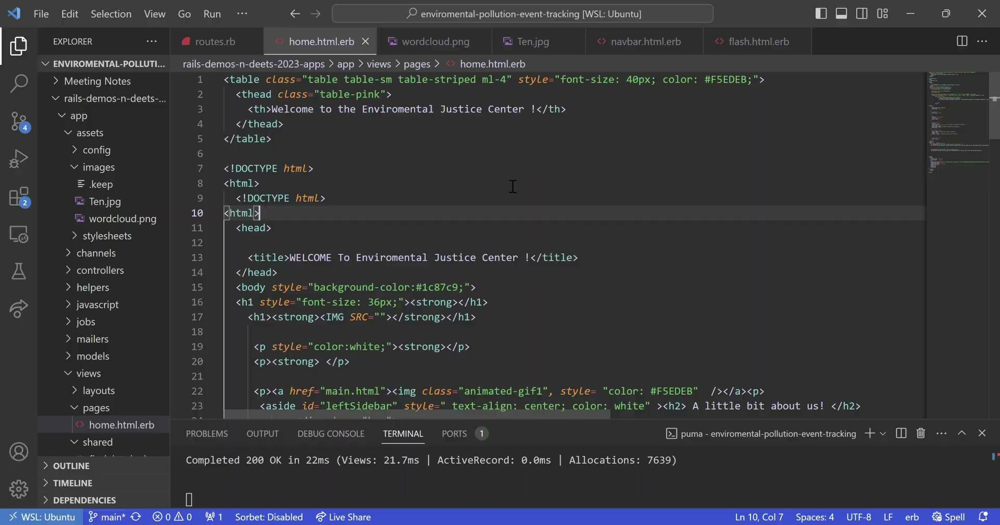 File Edit Selection View Go Run ··· enviromental-pollution-event-tracking [WSL: Ubuntu]
EXPLORER ···
routes.rb home.html.erb wordcloud.png Ten.jpg navbar.html.erb flash.html.erb ···
rails-demos-n-deets-2023-apps > app > views > pages > home.html.erb
ENVIROMENTAL-POLLUTI...
Meeting Notes
rails-demos-n-deets-...
app
assets
config
images
.keep
Ten.jpg
wordcloud.png
stylesheets
channels
controllers
helpers
javascript
jobs
mailers
models
views
layouts
pages
home.html.erb
shared
OUTLINE
TIMELINE
DEPENDENCIES
4
2
1 <table class="table table-sm table-striped ml-4" style="font-size: 40px; color: #F5EDEB;">
2 <thead class="table-pink">
3 <th>Welcome to the Enviromental Justice Center !</th>
4 </thead>
5 </table>
6
7 <!DOCTYPE html>
8 <html>
9 <!DOCTYPE html>
10 <html>
11 <head>
12
13 <title>WELCOME To Enviromental Justice Center !</title>
14 </head>
15 <body style="background-color:#1c87c9;">
16 <h1 style="font-size: 36px;"><strong></h1>
17 <h1><strong><IMG SRC=""></strong></h1>
18
19 <p style="color:white;"><strong></p>
20 <p><strong> </p>
21
22 <p><a href="main.html"><img class="animated-gif1", style= "color: #F5EDEB" /></a><p>
23 <aside id="leftSidebar" style=" text-align: center; color: white" ><h2> A little bit about us! </h2>
PROBLEMS OUTPUT DEBUG CONSOLE TERMINAL PORTS 1 puma - enviromental-pollution-event-tracking ···
Completed 200 OK in 22ms (Views: 21.7ms | ActiveRecord: 0.0ms | Allocations: 7639)
WSL: Ubuntu main* 0 0 1 Sorbet: Disabled Live Share Ln 10, Col 7 Spaces: 4 UTF-8 LF erb Spell